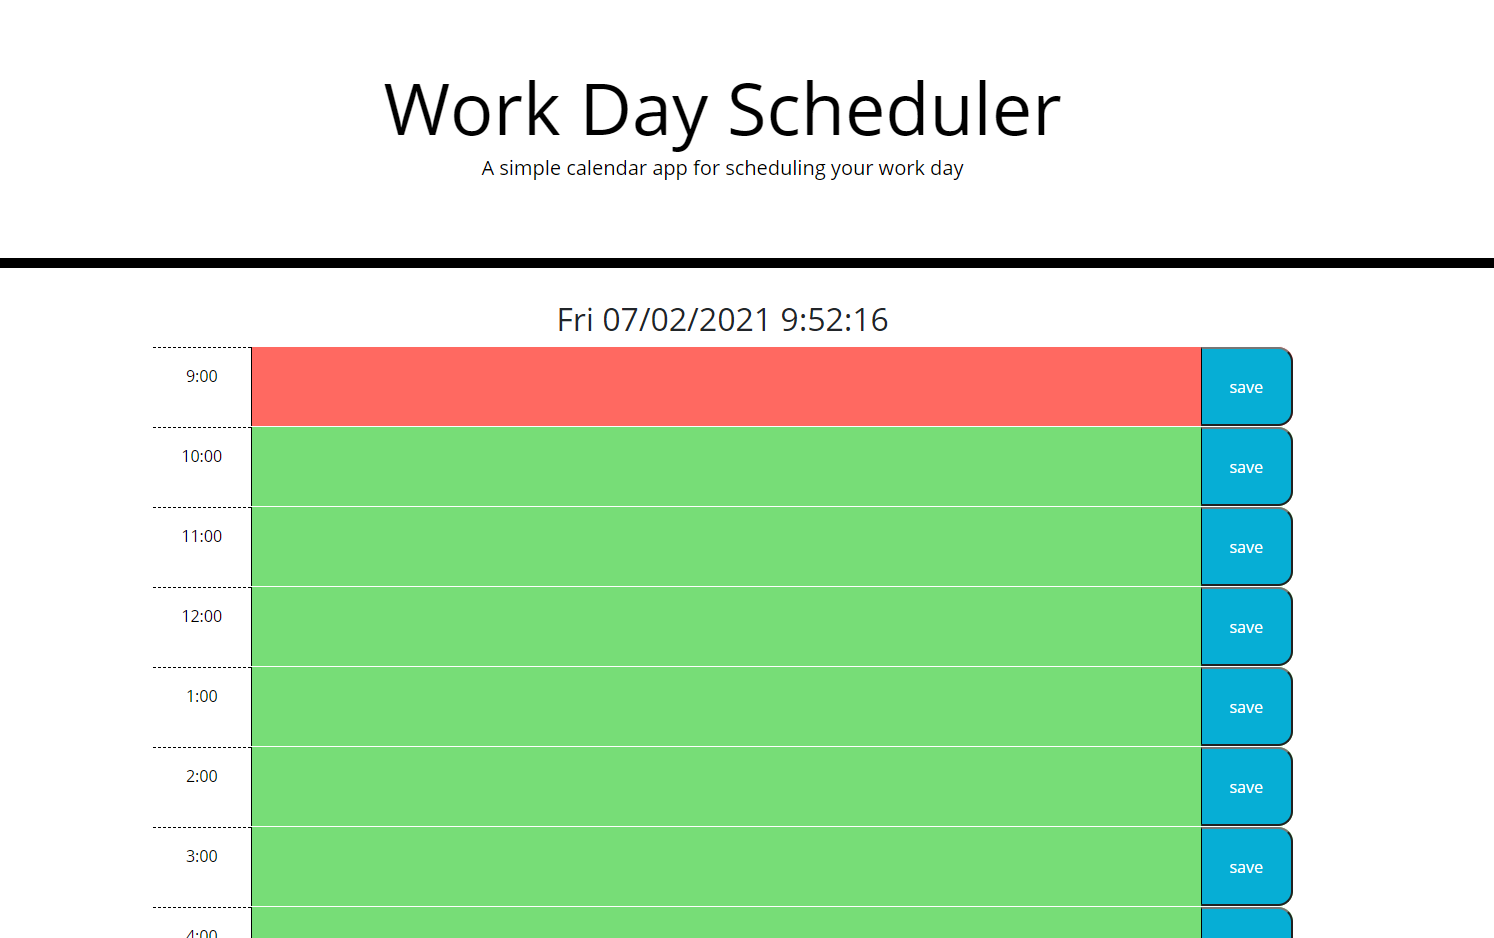 Work Day Scheduler
A simple calendar app for scheduling your work day
Fri 07/02/2021 9:52:16
9:00 save
10:00 save
11:00 save
12:00 save
1:00 save
2:00 save
3:00 save
4:00